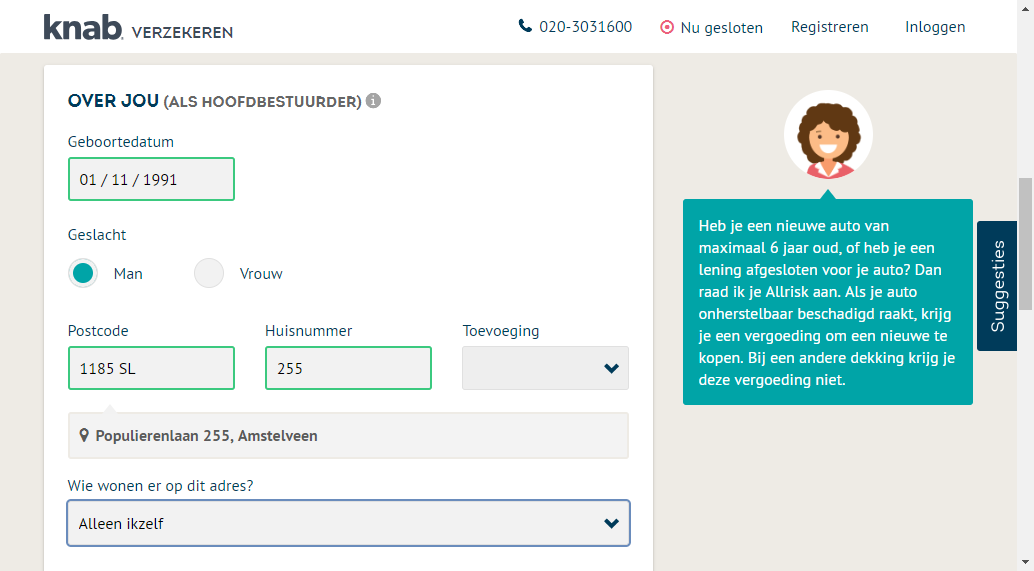 knab. VERZEKEREN
020-3031600
Nu gesloten
Registreren
Inloggen
OVER JOU (ALS HOOFDBESTUURDER) i
Geboortedatum
01 / 11 / 1991
Geslacht
Man
Vrouw
Postcode
Huisnummer
Toevoeging
1185 SL
255
Populierenlaan 255, Amstelveen
Wie wonen er op dit adres?
Alleen ikzelf
Heb je een nieuwe auto van
maximaal 6 jaar oud, of heb je een
lening afgesloten voor je auto? Dan
raad ik je Allrisk aan. Als je auto
onherstelbaar beschadigd raakt, krijg
je een vergoeding om een nieuwe te
kopen. Bij een andere dekking krijg je
deze vergoeding niet.
Suggesties